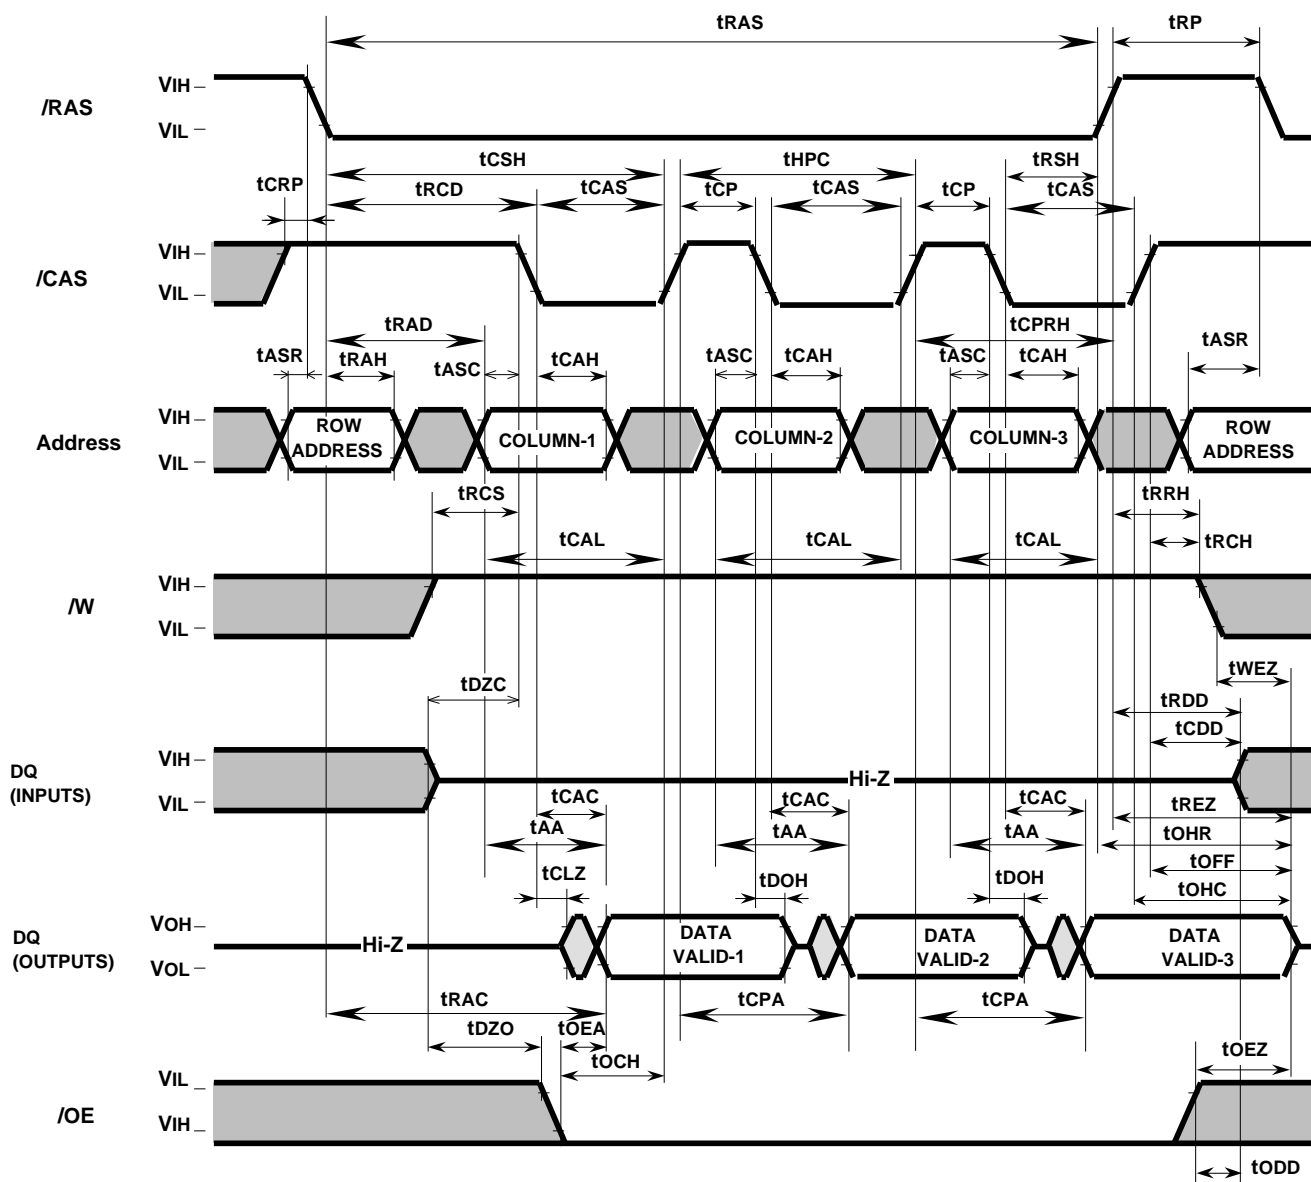 tRAS
tRP
/RAS
VIH
VIL
tCSH
tHPC
tRSH
tCRP
tRCD
tCAS
tCP
tCAS
tCP
tCAS
/CAS
VIH
VIL
tRAD
tCPRH
tASR
tRAH
tASC
tCAH
tASC
tCAH
tASC
tCAH
tASR
Address
VIH
VIL
ROW
ADDRESS
COLUMN-1
COLUMN-2
COLUMN-3
ROW
ADDRESS
tRCS
tRRH
tCAL
tCAL
tCAL
tRCH
/W
VIH
VIL
tWEZ
tDZC
tRDD
tCDD
DQ
(INPUTS)
VIH
VIL
Hi-Z
tCAC
tCAC
tCAC
tREZ
tAA
tAA
tAA
tOHR
tCLZ
tDOH
tDOH
tOFF
tOHC
DQ
(OUTPUTS)
VOH
VOL
Hi-Z
DATA
VALID-1
DATA
VALID-2
DATA
VALID-3
tRAC
tCPA
tCPA
tDZO
tOEA
tOCH
tOEZ
/OE
VIL
VIH
tODD